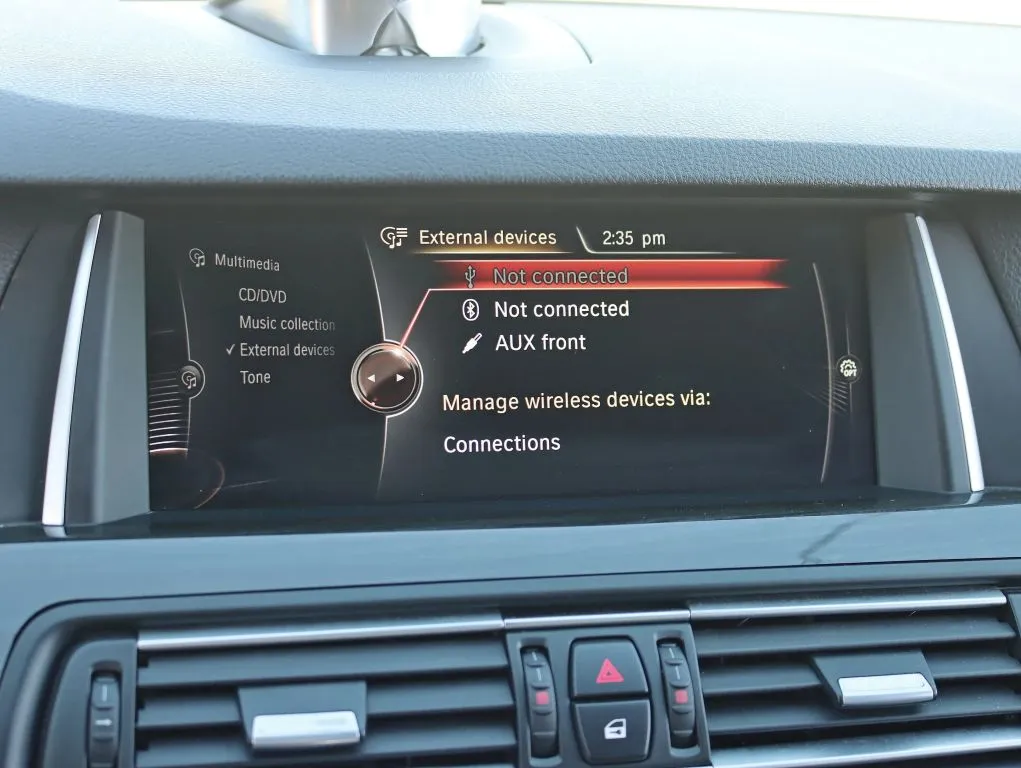 External devices
2:35 pm
Multimedia
CD/DVD
Music collection
External devices
Tone
Not connected
Not connected
AUX front
Manage wireless devices via:
Connections
OPT